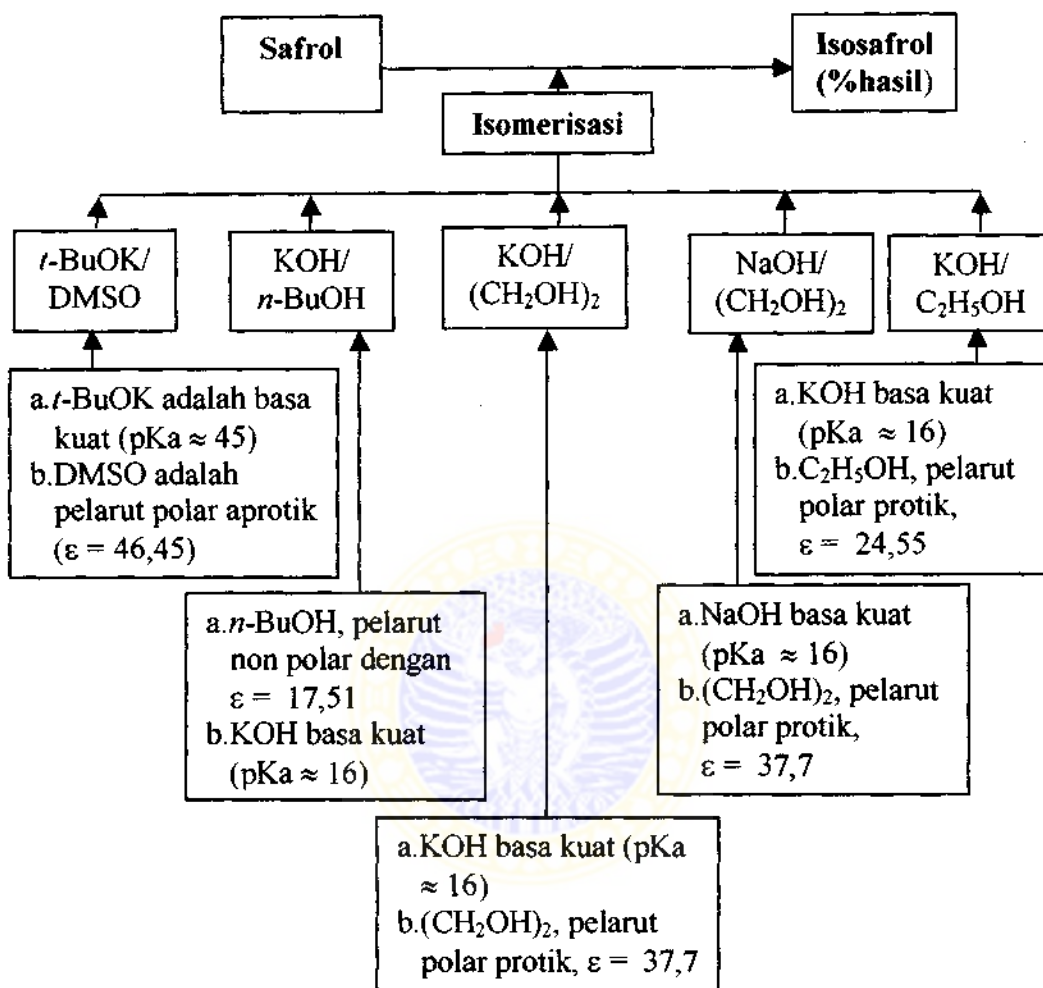 Safrol
Isosafrol
(%hasil)
Isomerisasi
t-BuOK/
DMSO
KOH/
n-BuOH
KOH/
(CH₂OH)₂
NaOH/
(CH₂OH)₂
KOH/
C₂H₅OH
a.t-BuOK adalah basa
kuat (pKa ≈ 45)
b.DMSO adalah
pelarut polar aprotik
(ε = 46,45)
a.KOH basa kuat
(pKa ≈ 16)
b.C₂H₅OH, pelarut
polar protik,
ε = 24,55
a.n-BuOH, pelarut
non polar dengan
ε = 17,51
b.KOH basa kuat
(pKa ≈ 16)
a.NaOH basa kuat
(pKa ≈ 16)
b.(CH₂OH)₂, pelarut
polar protik,
ε = 37,7
a.KOH basa kuat (pKa
≈ 16)
b.(CH₂OH)₂, pelarut
polar protik, ε = 37,7